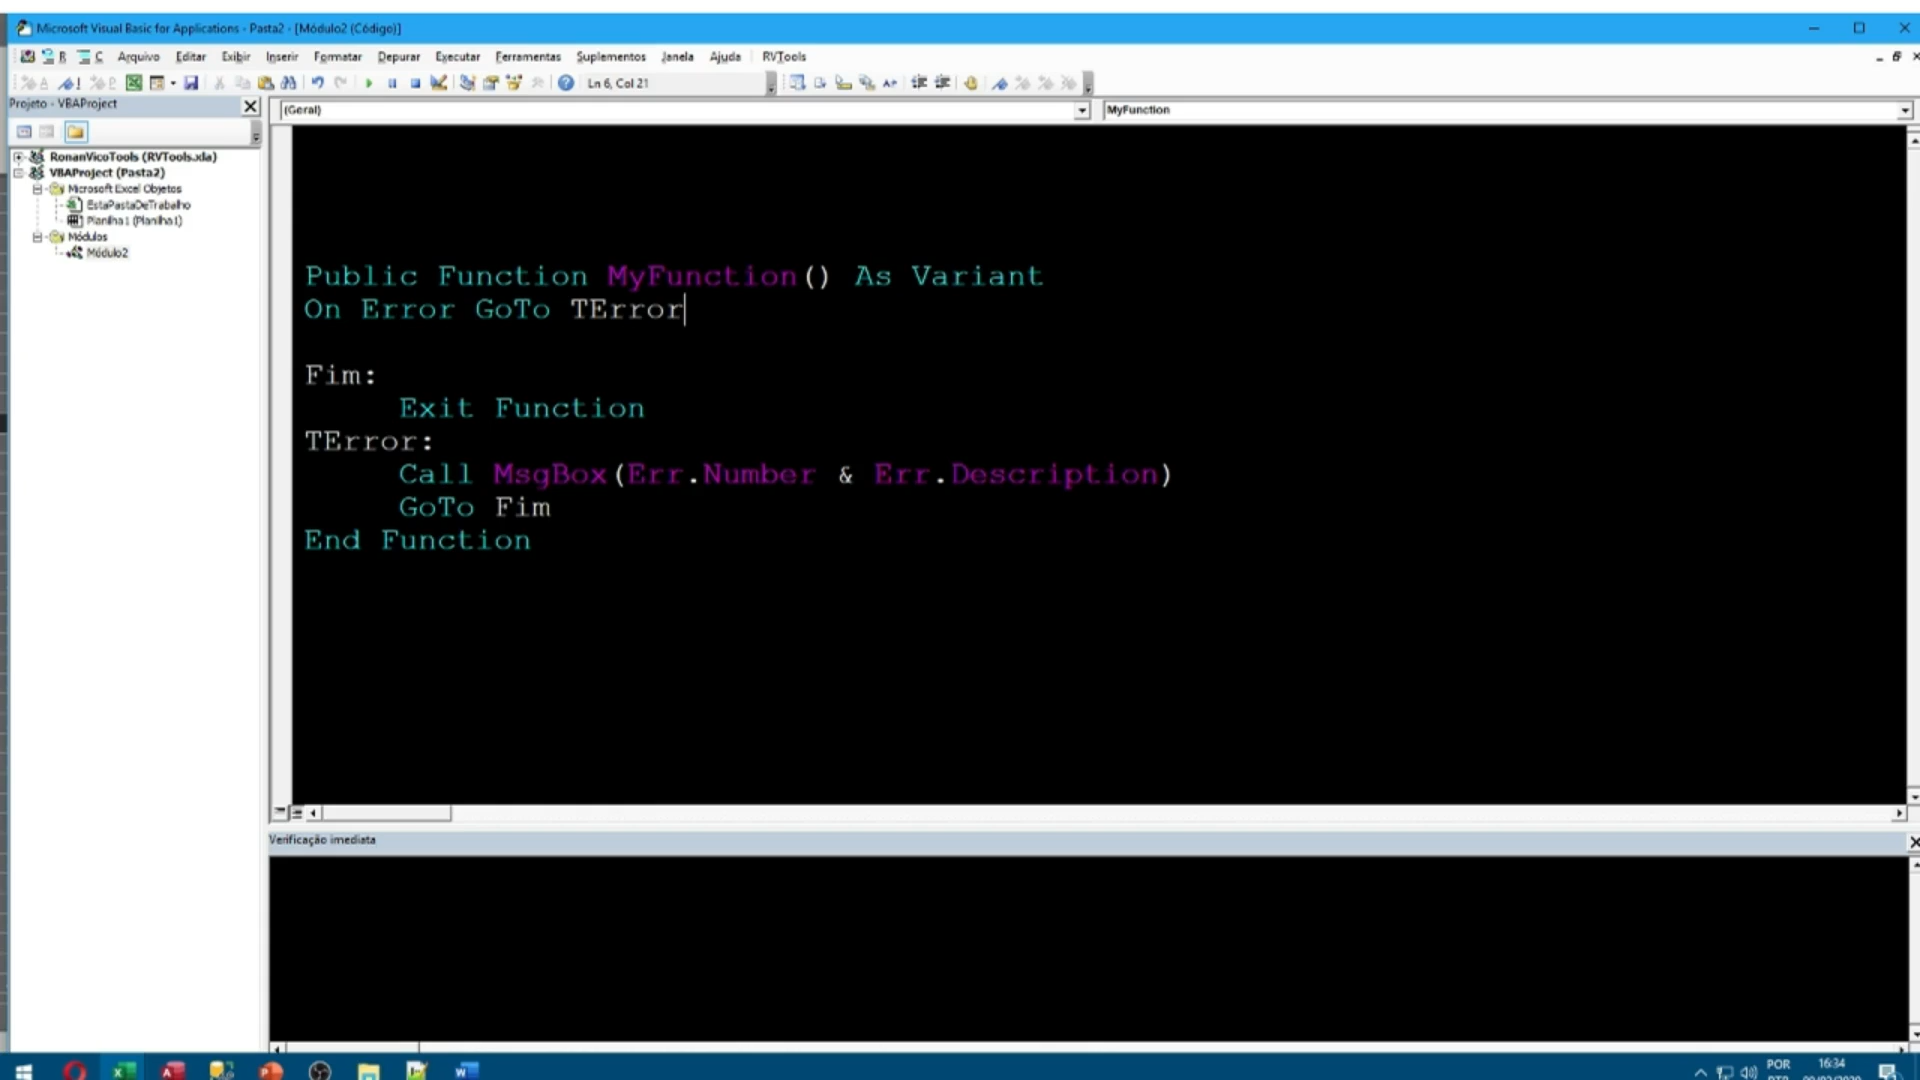 Microsoft Visual Basic for Applications - Pasta2 - [Módulo2 (Código)]
R C Arquivo Editar Exibir Inserir Formatar Depurar Executar Ferramentas Suplementos Janela Ajuda RVTools
Ln 6, Col 21
Projeto - VBAProject
(Geral) MyFunction
RonanVicoTools (RVTools.xla)
VBAProject (Pasta2)
Microsoft Excel Objetos
EstaPastaDeTrabalho
Planilha1 (Planilha1)
Módulos
Módulo2
Public Function MyFunction() As Variant
On Error GoTo TError
Fim:
Exit Function
TError:
Call MsgBox(Err.Number & Err.Description)
GoTo Fim
End Function
Verificação imediata
POR 16:34